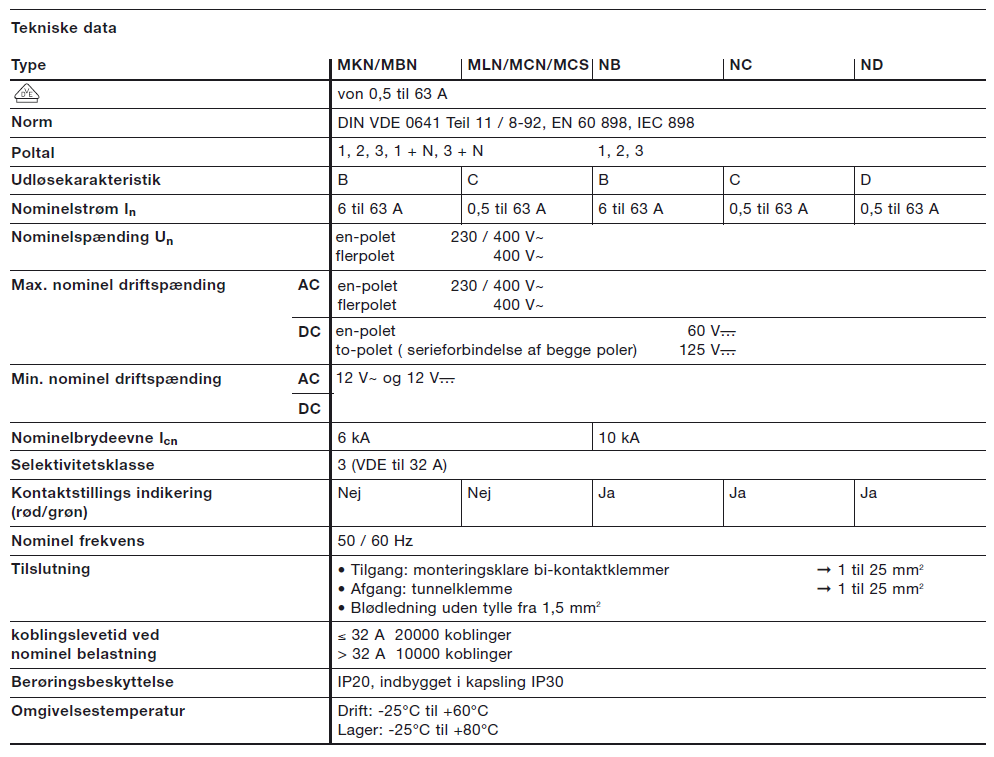 Tekniske data
Type MKN/MBN MLN/MCN/MCS NB NC ND
VDE von 0,5 til 63 A
Norm DIN VDE 0641 Teil 11 / 8-92, EN 60 898, IEC 898
Poltal 1, 2, 3, 1 + N, 3 + N 1, 2, 3
Udløsekarakteristik B C B C D
Nominelstrøm In 6 til 63 A 0,5 til 63 A 6 til 63 A 0,5 til 63 A 0,5 til 63 A
Nominelspænding Un en-polet 230 / 400 V~
flerpolet 400 V~
Max. nominel driftspænding AC en-polet 230 / 400 V~
flerpolet 400 V~
DC en-polet 60 V⎓
to-polet ( serieforbindelse af begge poler) 125 V⎓
Min. nominel driftspænding AC 12 V~ og 12 V⎓
DC
Nominelbrydeevne Icn 6 kA 10 kA
Selektivitetsklasse 3 (VDE til 32 A)
Kontaktstillings indikering Nej Nej Ja Ja Ja
(rød/grøn)
Nominel frekvens 50 / 60 Hz
Tilslutning • Tilgang: monteringsklare bi-kontaktklemmer → 1 til 25 mm²
• Afgang: tunnelklemme → 1 til 25 mm²
• Blødledning uden tylle fra 1,5 mm²
koblingslevetid ved ≤ 32 A 20000 koblinger
nominel belastning > 32 A 10000 koblinger
Berøringsbeskyttelse IP20, indbygget i kapsling IP30
Omgivelsestemperatur Drift: -25°C til +60°C
Lager: -25°C til +80°C